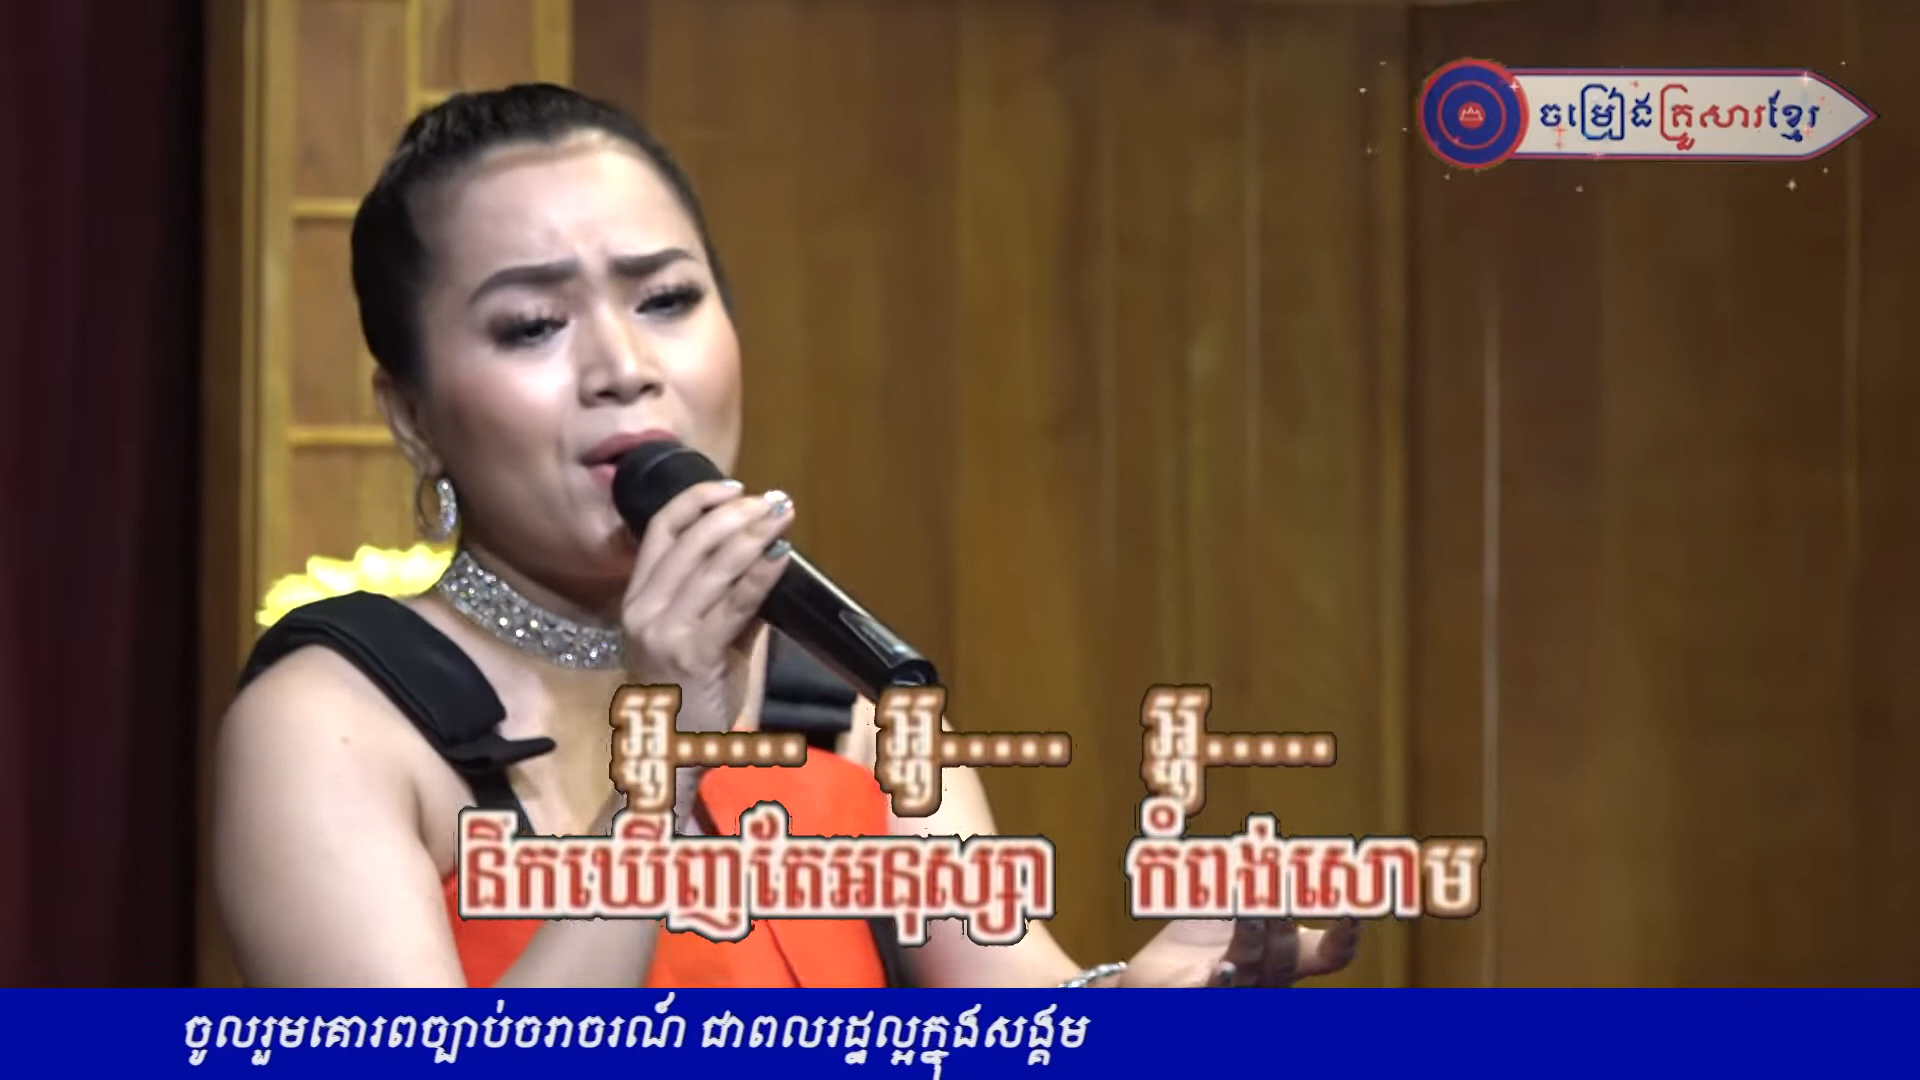 ចម្រៀងគ្រួសារខ្មែរ
អ្ហ៎..... អ្ហ៎..... អ្ហ៎.....
នឹកឃើញតែអនុស្សា កំពង់សោម
ចូលរួមគោរពច្បាប់ចរាចរណ៍ ជាពលរដ្ឋល្អក្នុងសង្គម